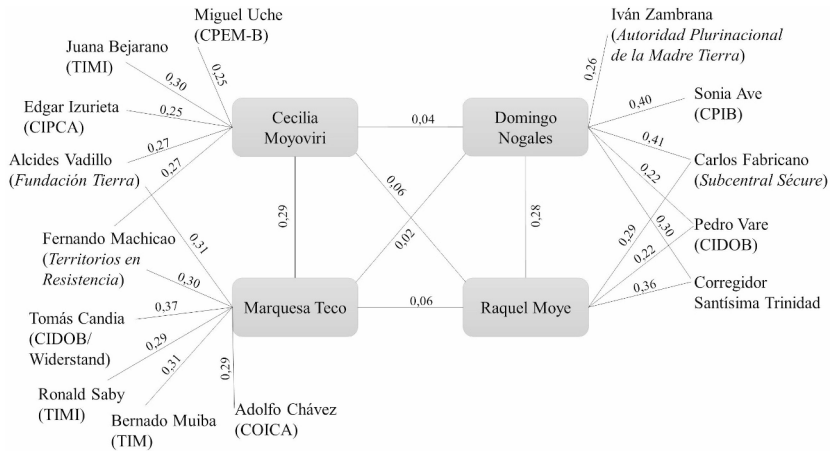 Miguel Uche
(CPEM-B)
Juana Bejarano
(TIMI)
Edgar Izurieta
(CIPCA)
Alcides Vadillo
(Fundación Tierra)
Fernando Machicao
(Territorios en
Resistencia)
Tomás Candia
(CIDOB/
Widerstand)
Ronald Saby
(TIMI)
Bernado Muiba
(TIM)
Adolfo Chávez
(COICA)
0,25
0,30
0,25
0,27
0,27
0,31
0,30
0,37
0,29
0,31
0,29
Cecilia
Moyoviri
0,04
Domingo
Nogales
0,29
0,06
0,02
0,28
Marquesa Teco
0,06
Raquel Moye
0,26
0,40
0,41
0,22
0,30
0,29
0,22
0,36
Iván Zambrana
(Autoridad Plurinacional
de la Madre Tierra)
Sonia Ave
(CPIB)
Carlos Fabricano
(Subcentral Sécure)
Pedro Vare
(CIDOB)
Corregidor
Santísima Trinidad